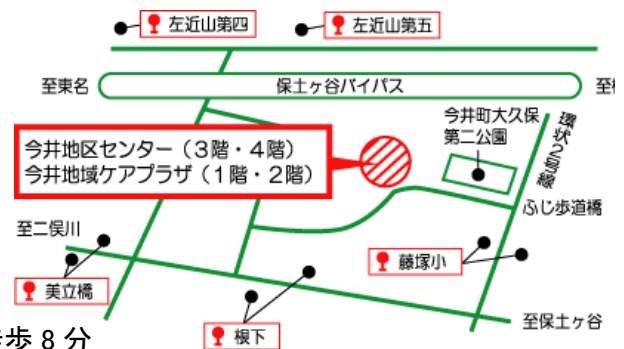 左近山第四
左近山第五
至東名
保土ヶ谷バイパス
至
今井町大久保
第二公園
環状2号線
今井地区センター（3階・4階）
今井地域ケアプラザ（1階・2階）
ふじ歩道橋
至二俣川
藤塚小
美立橋
至保土ヶ谷
根下
歩 8 分